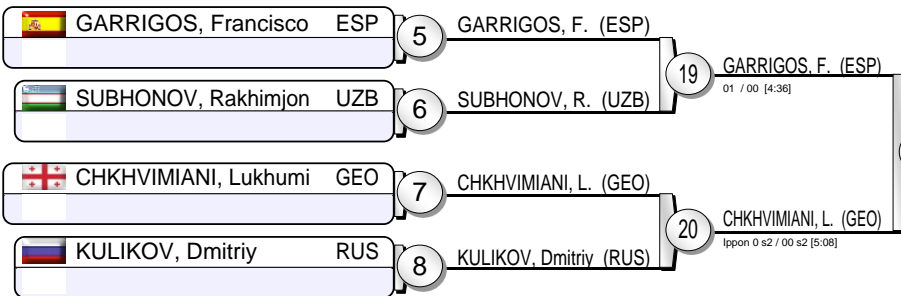 GARRIGOS, Francisco ESP
5
GARRIGOS, F. (ESP)
19
GARRIGOS, F. (ESP)
01 / 00 [4:36]
SUBHONOV, Rakhimjon UZB
6
SUBHONOV, R. (UZB)
CHKHVIMIANI, Lukhumi GEO
7
CHKHVIMIANI, L. (GEO)
20
CHKHVIMIANI, L. (GEO)
Ippon 0 s2 / 00 s2 [5:08]
KULIKOV, Dmitriy RUS
8
KULIKOV, Dmitriy (RUS)